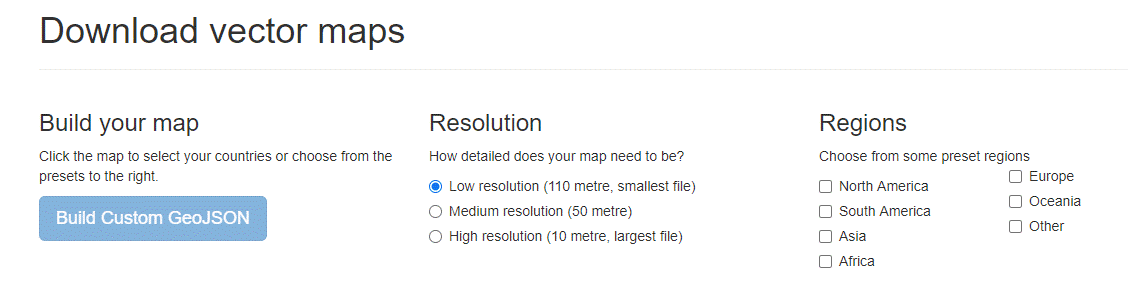 Download vector maps
Build your map
Click the map to select your countries or choose from the
presets to the right.
Build Custom GeoJSON
Resolution
How detailed does your map need to be?
Low resolution (110 metre, smallest file)
Medium resolution (50 metre)
High resolution (10 metre, largest file)
Regions
Choose from some preset regions
North America
South America
Asia
Africa
Europe
Oceania
Other